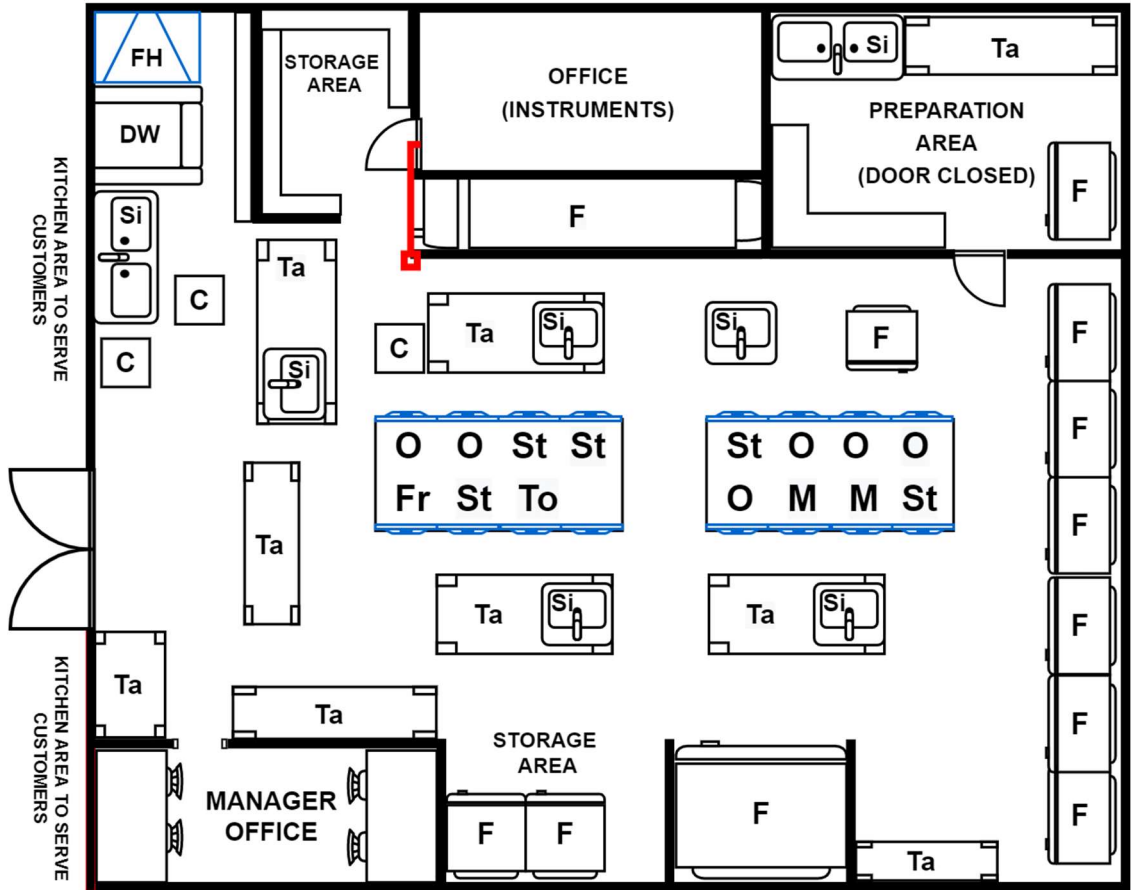 FH
STORAGE
AREA
OFFICE
(INSTRUMENTS)
Si
Ta
PREPARATION
AREA
(DOOR CLOSED)
F
DW
KITCHEN AREA TO SERVE
CUSTOMERS
Si
F
Ta
C
C
Si
C
Ta
Si
Si
F
F
O O St St
Fr St To
St O O O
O M M St
F
F
Ta
Ta
Si
Ta
Si
F
KITCHEN AREA TO SERVE
CUSTOMERS
Ta
Ta
STORAGE
AREA
F
MANAGER
OFFICE
F
F
F
F
Ta